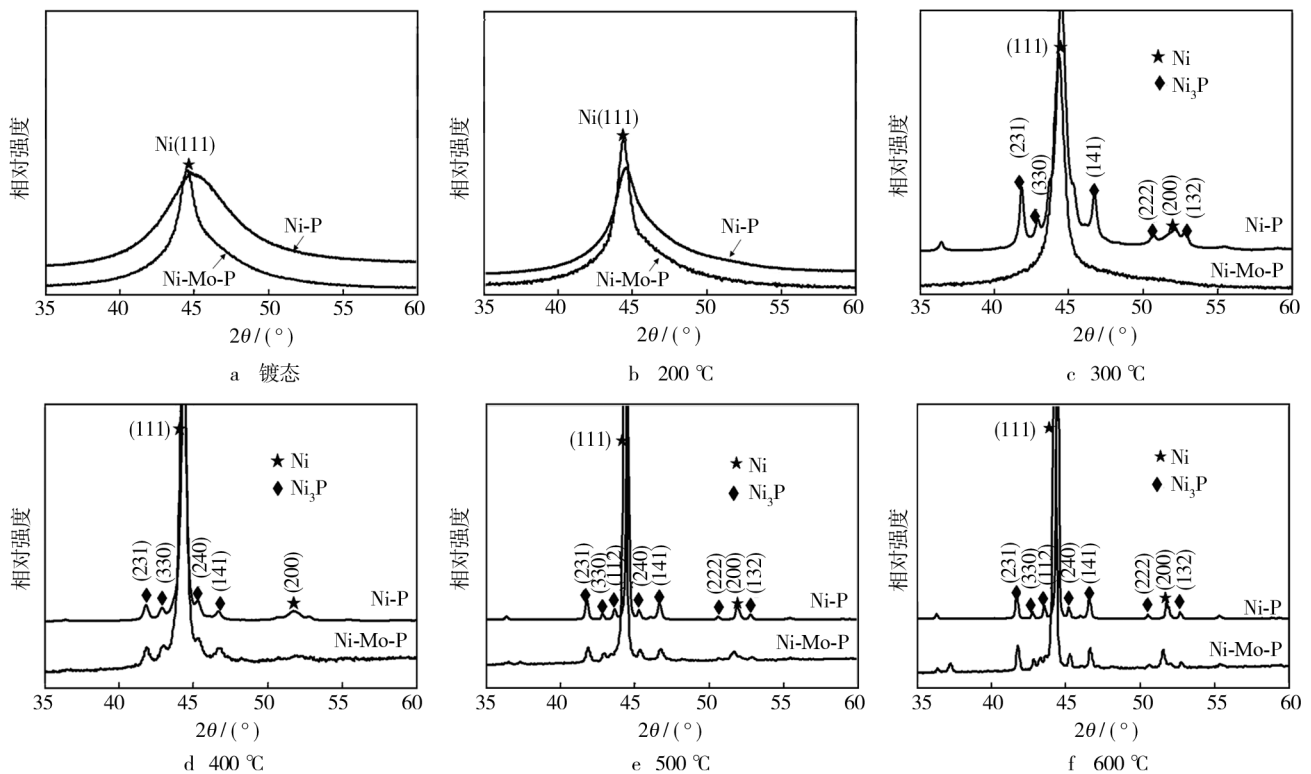 相对强度
Ni(111)
Ni-P
Ni-Mo-P
35 40 45 50 55 60
2θ/(°)
a 镀态
相对强度
Ni(111)
Ni-P
Ni-Mo-P
35 40 45 50 55 60
2θ/(°)
b 200 ℃
相对强度
(111)
★ Ni
◆ Ni₃P
(231)
(330)
(141)
(222)
(200)
(132)
Ni-P
Ni-Mo-P
35 40 45 50 55 60
2θ/(°)
c 300 ℃
相对强度
(111)
★ Ni
◆ Ni₃P
(231)
(330)
(240)
(141)
(200)
Ni-P
Ni-Mo-P
35 40 45 50 55 60
2θ/(°)
d 400 ℃
相对强度
(111)
★ Ni
◆ Ni₃P
(231)
(330)
(112)
(240)
(141)
(222)
(200)
(132)
Ni-P
Ni-Mo-P
35 40 45 50 55 60
2θ/(°)
e 500 ℃
相对强度
(111)
★ Ni
◆ Ni₃P
(231)
(330)
(112)
(240)
(141)
(222)
(200)
(132)
Ni-P
Ni-Mo-P
35 40 45 50 55 60
2θ/(°)
f 600 ℃